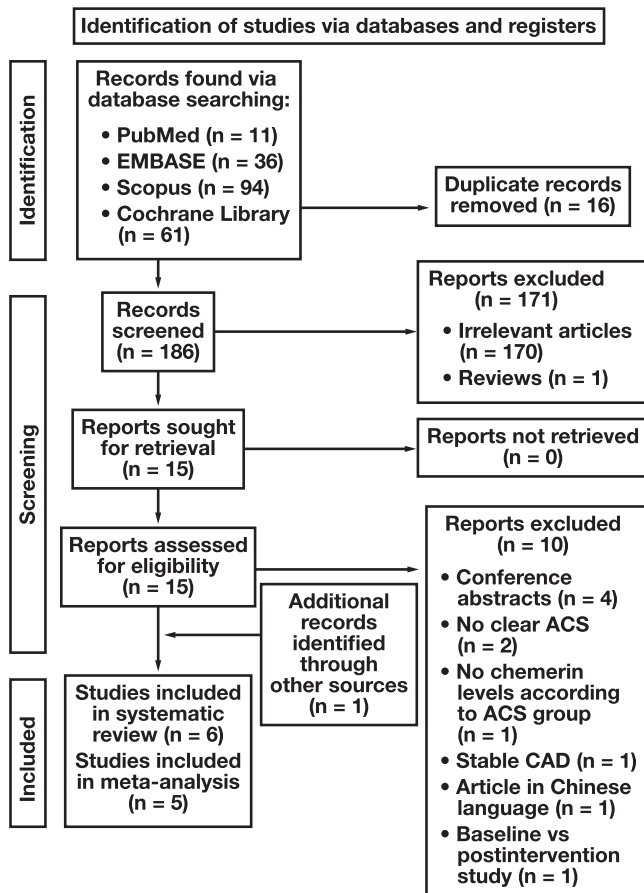 Identification of studies via databases and registers
Identification
Records found via
database searching:
• PubMed (n = 11)
• EMBASE (n = 36)
• Scopus (n = 94)
• Cochrane Library
(n = 61)
Duplicate records
removed (n = 16)
Screening
Records
screened
(n = 186)
Reports excluded
(n = 171)
• Irrelevant articles
(n = 170)
• Reviews (n = 1)
Reports sought
for retrieval
(n = 15)
Reports not retrieved
(n = 0)
Reports assessed
for eligibility
(n = 15)
Reports excluded
(n = 10)
• Conference
abstracts (n = 4)
• No clear ACS
(n = 2)
• No chemerin
levels according
to ACS group
(n = 1)
• Stable CAD (n = 1)
• Article in Chinese
language (n = 1)
• Baseline vs
postintervention
study (n = 1)
Additional
records
identified
through
other sources
(n = 1)
Included
Studies included
in systematic
review (n = 6)
Studies included
in meta-analysis
(n = 5)